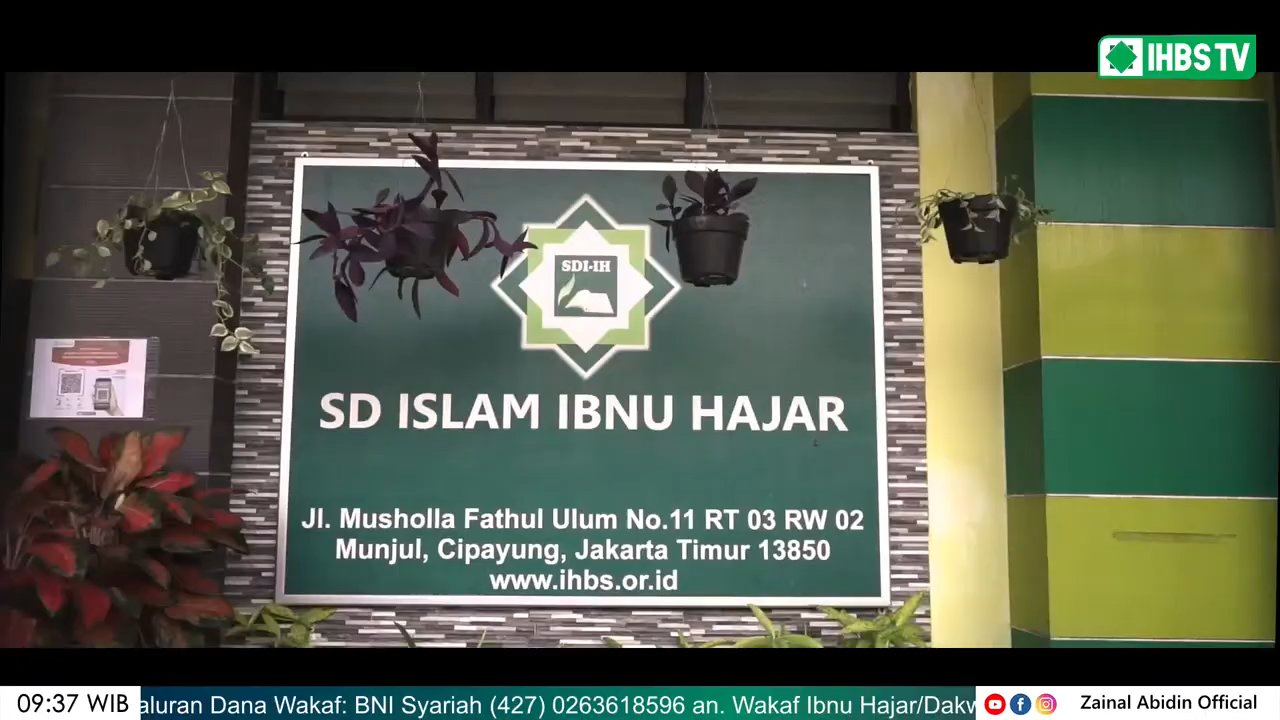 IHBS TV
SDI-IH
SD ISLAM IBNU HAJAR
Jl. Musholla Fathul Ulum No.11 RT 03 RW 02
Munjul, Cipayung, Jakarta Timur 13850
www.ihbs.or.id
09:37 WIB
aluran Dana Wakaf: BNI Syariah (427) 0263618596 an. Wakaf Ibnu Hajar/Dakw
Zainal Abidin Official